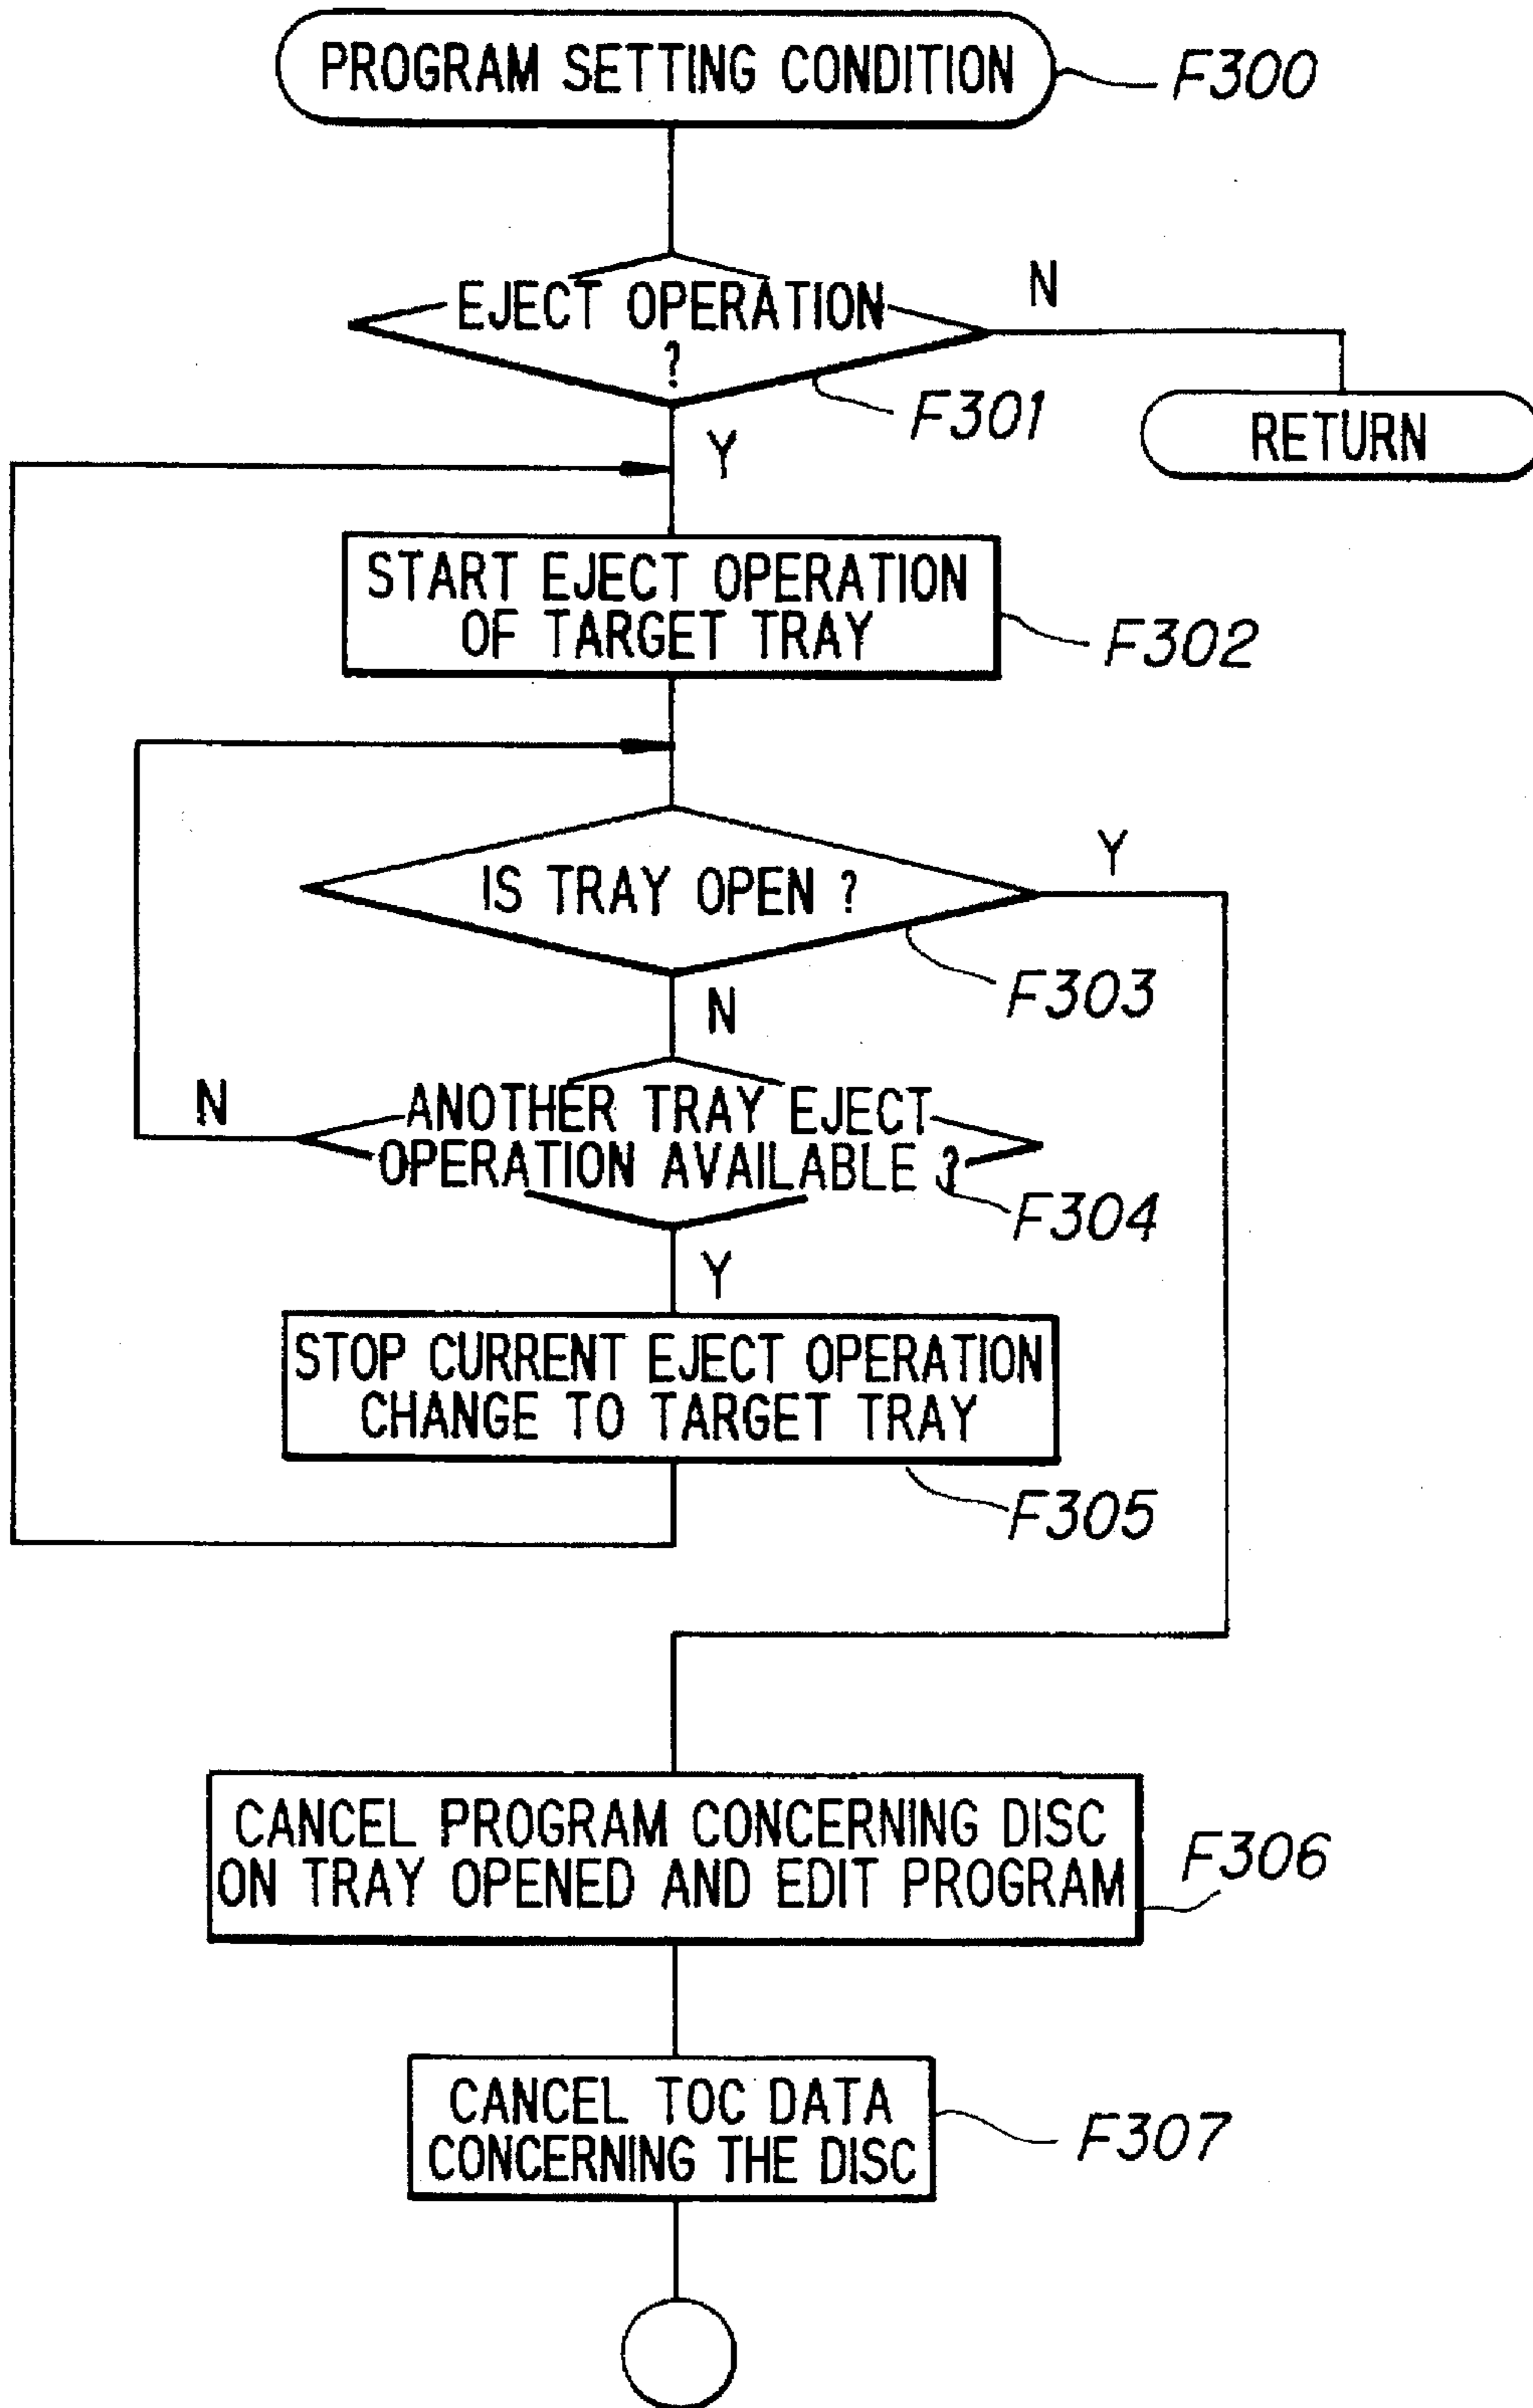 PROGRAM SETTING CONDITION
F300
EJECT OPERATION
?
N
F301
RETURN
Y
START EJECT OPERATION
OF TARGET TRAY
F302
IS TRAY OPEN ?
Y
F303
N
ANOTHER TRAY EJECT
OPERATION AVAILABLE ?
N
F304
Y
STOP CURRENT EJECT OPERATION
CHANGE TO TARGET TRAY
F305
CANCEL PROGRAM CONCERNING DISC
ON TRAY OPENED AND EDIT PROGRAM
F306
CANCEL TOC DATA
CONCERNING THE DISC
F307